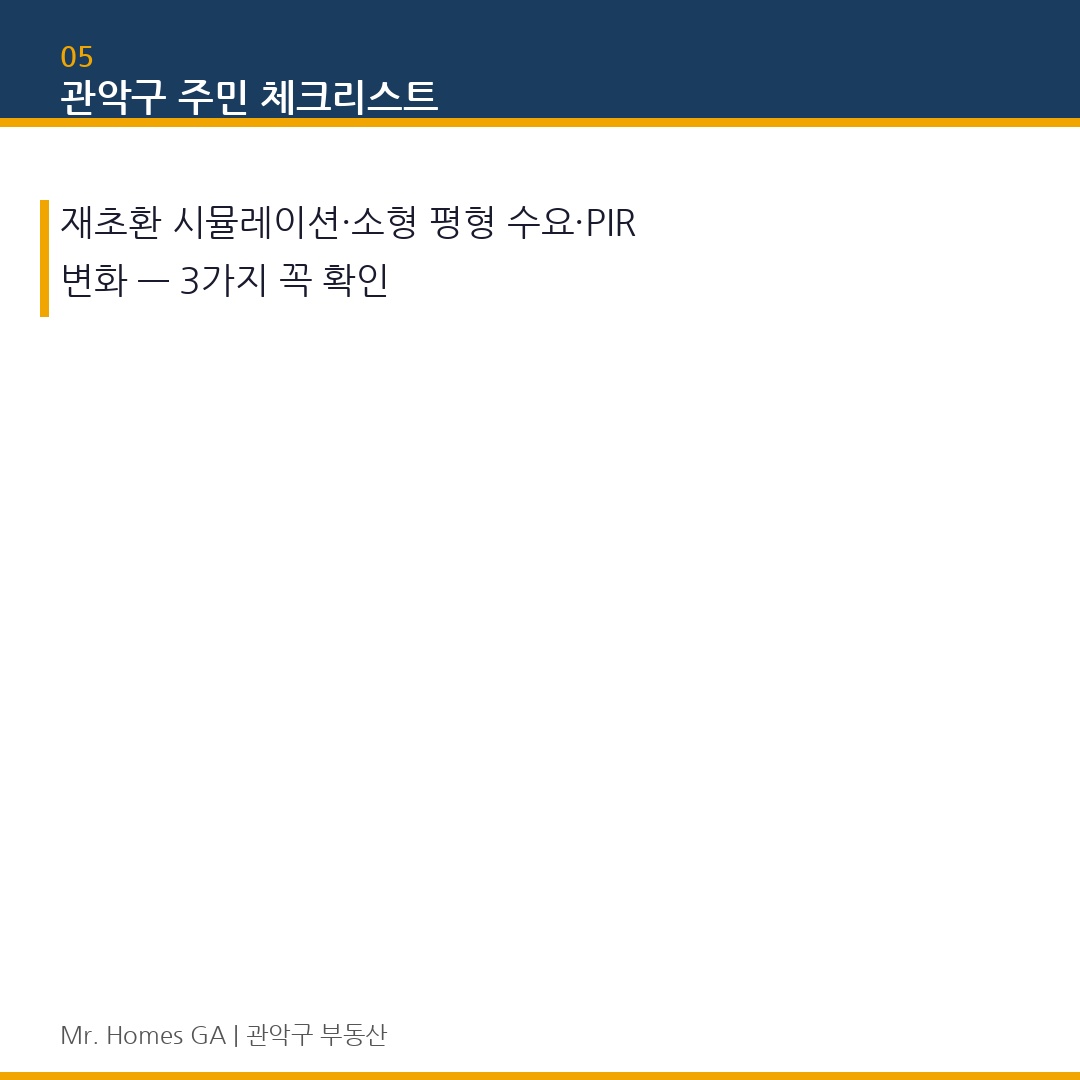 05
관악구 주민 체크리스트
재초환 시뮬레이션·소형 평형 수요·PIR
변화 — 3가지 꼭 확인
Mr. Homes GA | 관악구 부동산